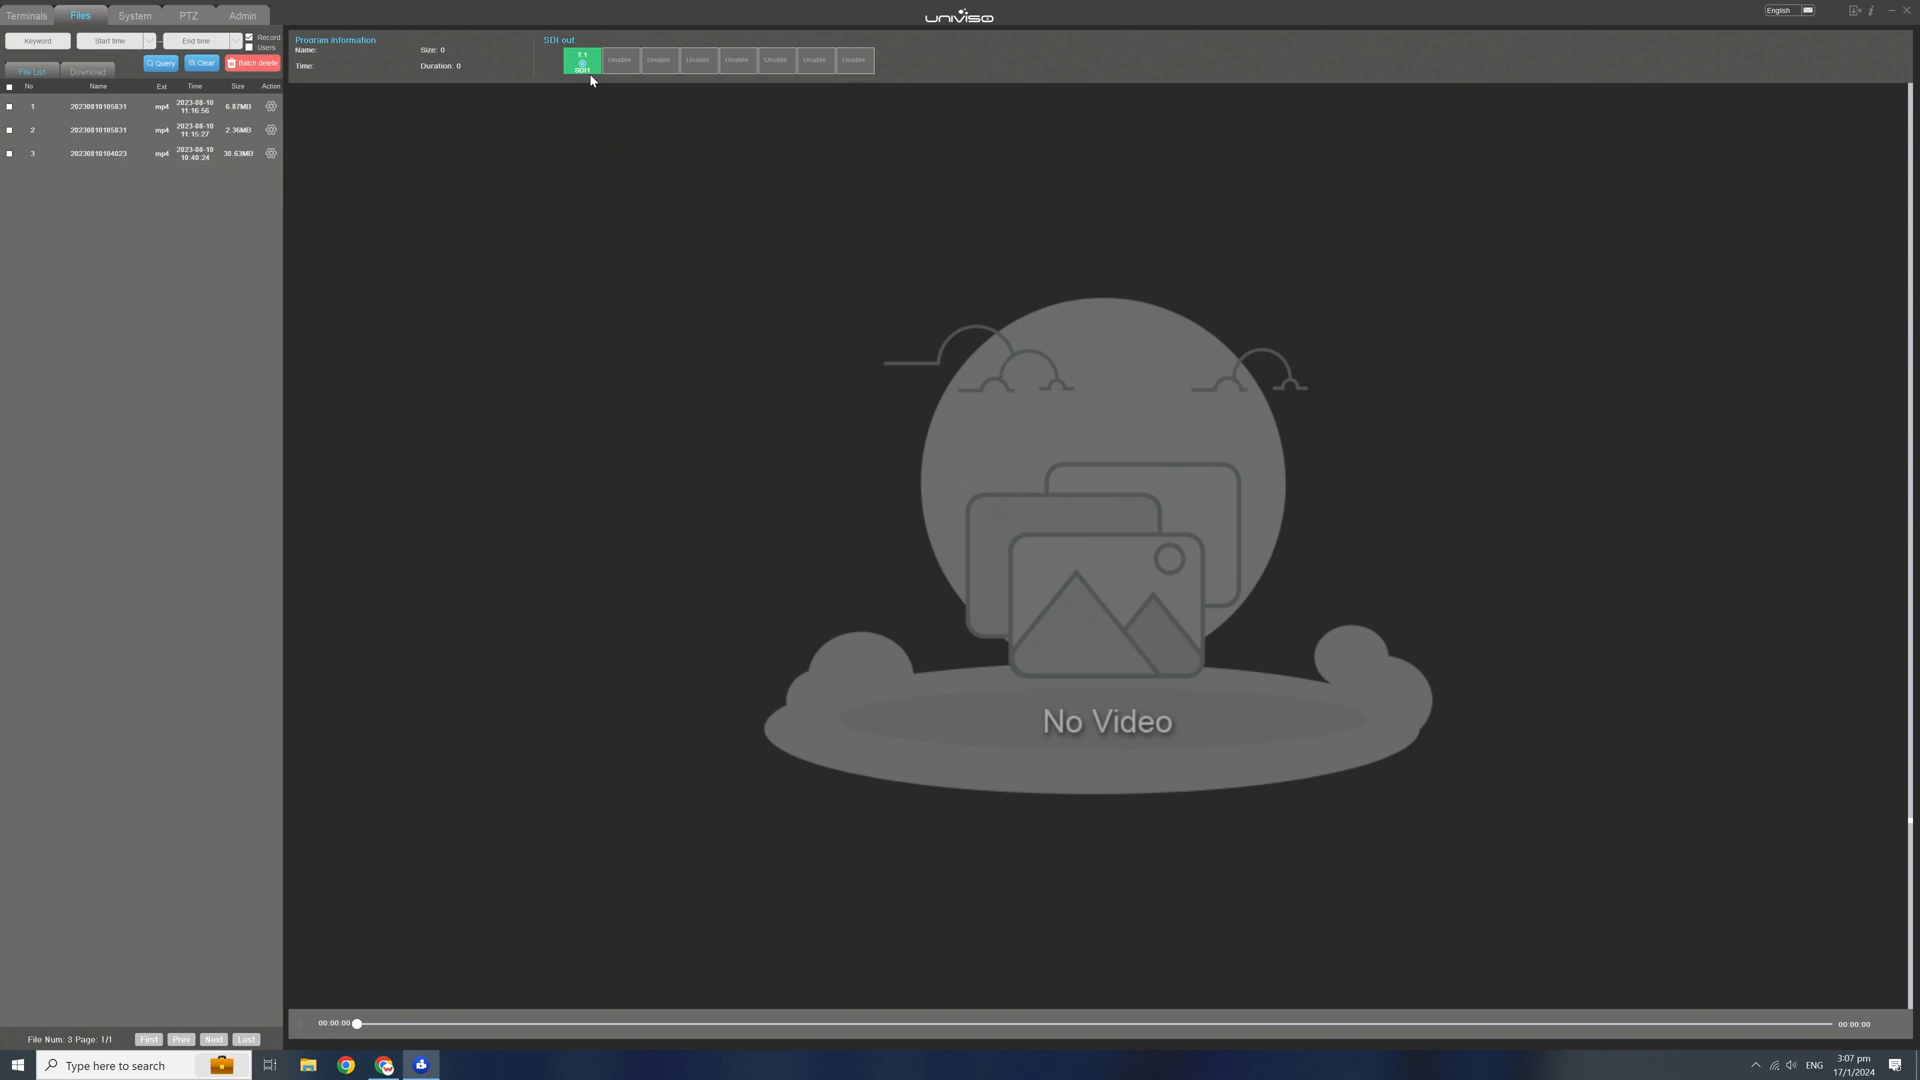 Terminals Files System PTZ Admin
univiso
English
Keyword Start time End time Record
Users
Query Clear Batch delete
File List Download
No Name Ext Time Size Action
1 20230810105831 mp4 2023-08-10 11:16:56 6.87MB
2 20230810105831 mp4 2023-08-10 11:15:27 2.36MB
3 20230810104023 mp4 2023-08-10 10:40:24 30.63MB
Program information
Name: Size: 0
Time: Duration: 0
SDI out
T.1
SDI1
Unable Unable Unable Unable Unable Unable Unable
No Video
00:00:00 00:00:00
File Num: 3 Page: 1/1 First Prev Next Last
Type here to search
ENG
3:07 pm
17/1/2024